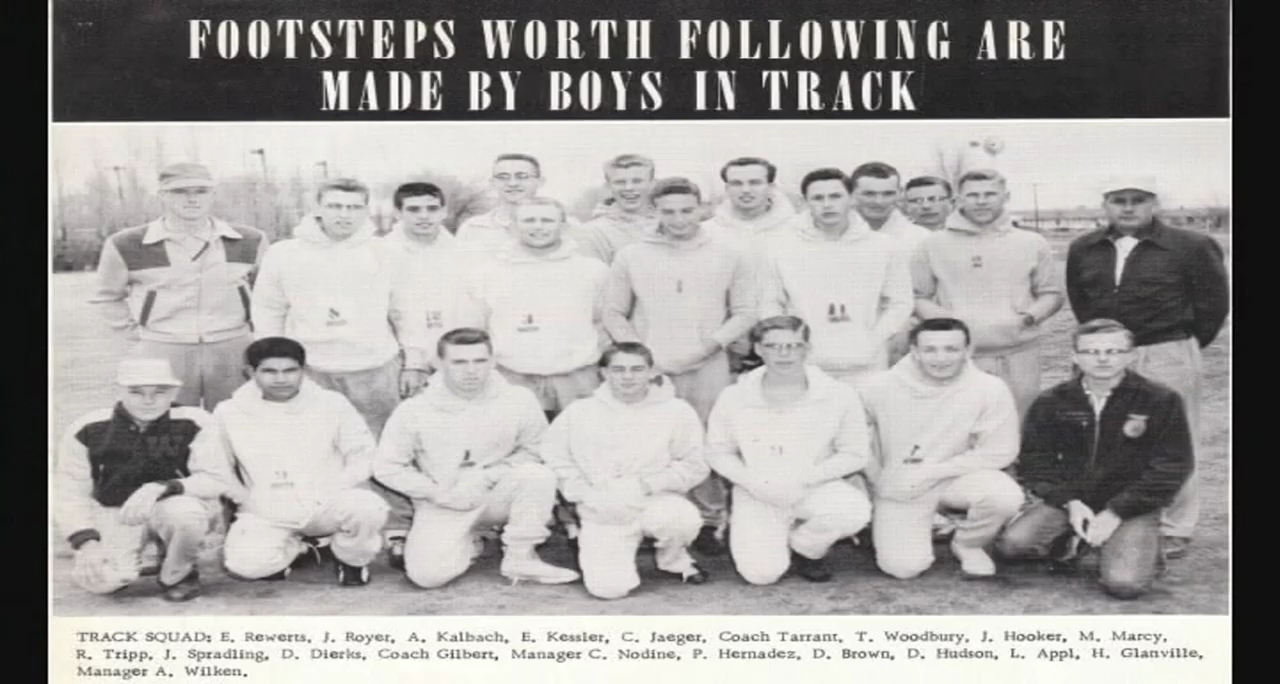 FOOTSTEPS WORTH FOLLOWING ARE
MADE BY BOYS IN TRACK
TRACK SQUAD: E. Rewerts, J. Royer, A. Kalbach, E. Kessler, C. Jaeger, Coach Tarrant, T. Woodbury, J. Hooker, M. Marcy,
R. Tripp, J. Spradling, D. Dierks, Coach Gilbert, Manager C. Nodine, P. Hernadez, D. Brown, D. Hudson, L. Appl, H. Glanville,
Manager A. Wilken.